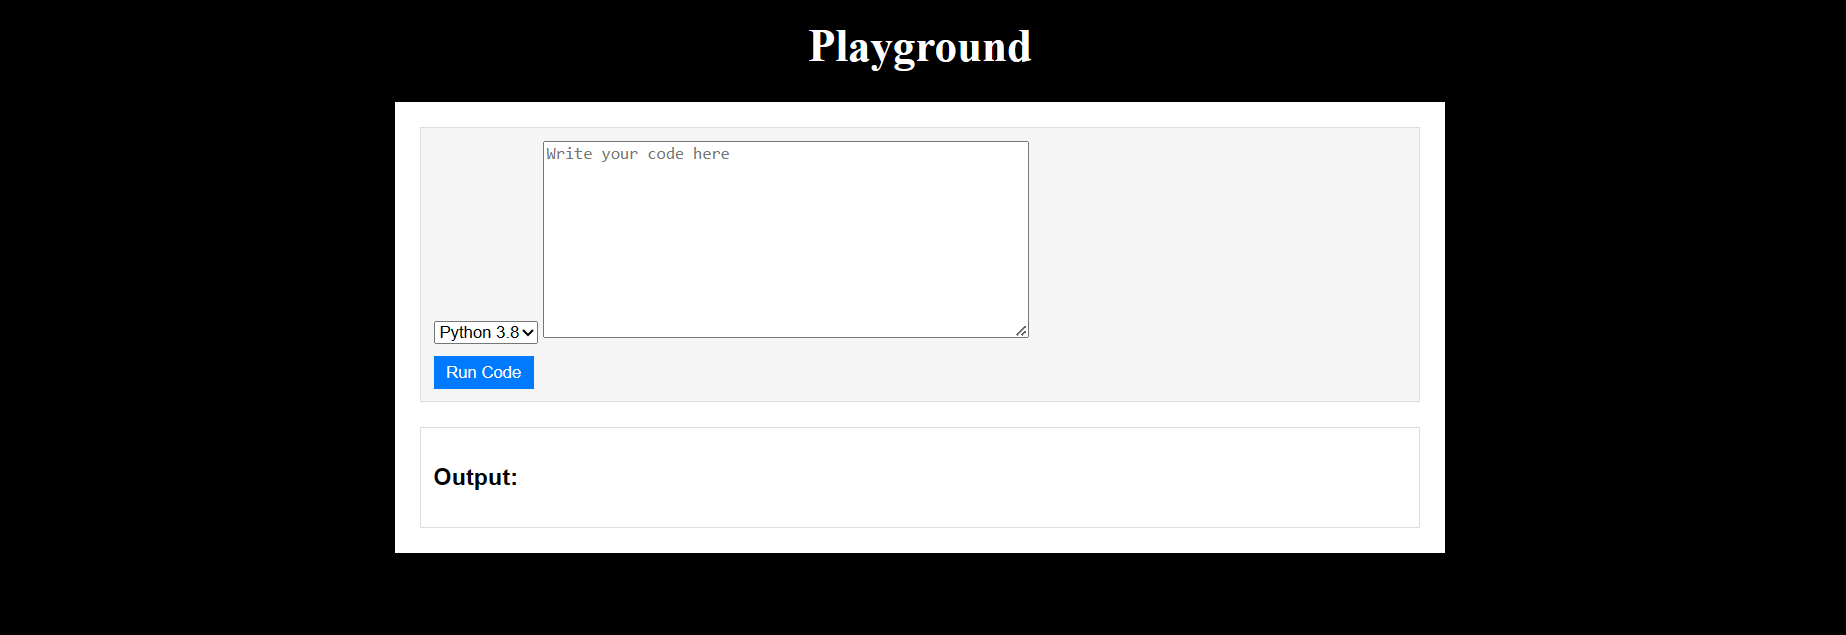 Playground
Write your code here
Python 3.8
Run Code
Output: